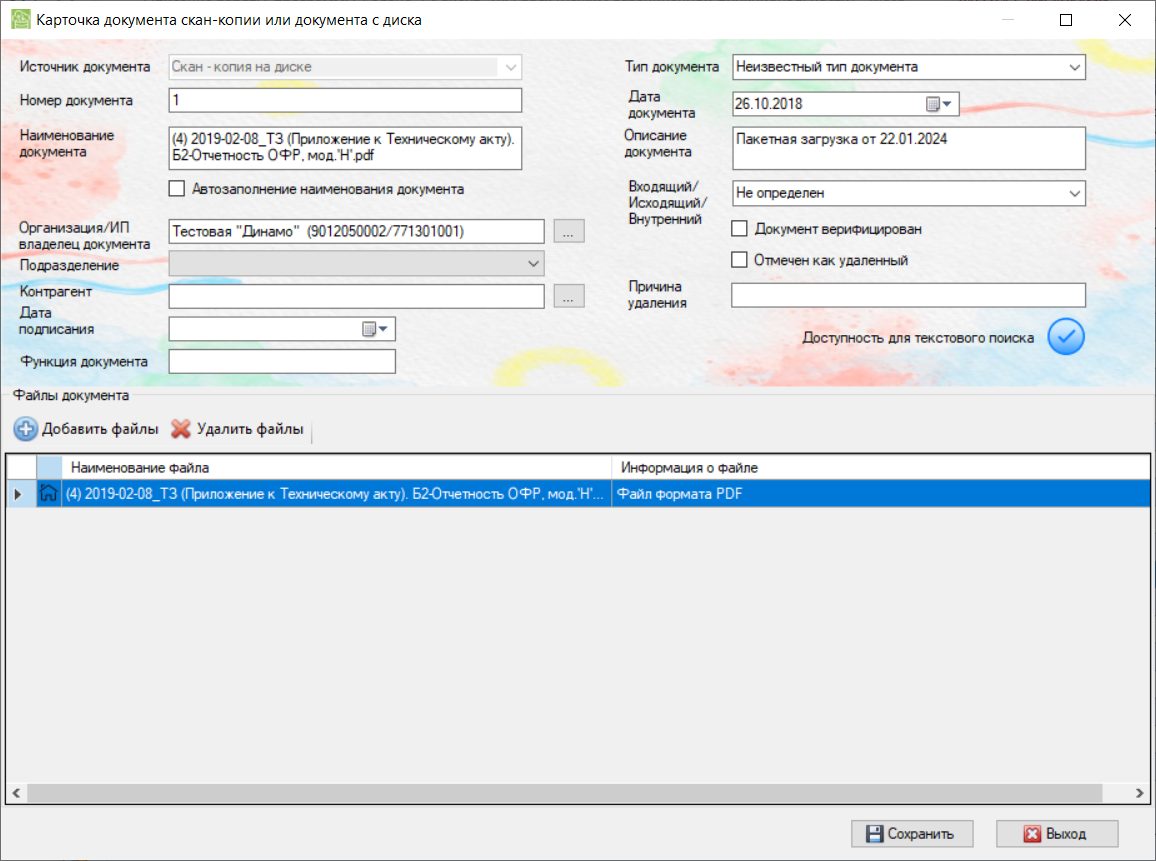 Карточка документа скан-копии или документа с диска
Источник документа
Скан - копия на диске
Тип документа
Неизвестный тип документа
Номер документа
1
Дата
документа
26.10.2018
Наименование
документа
(4) 2019-02-08_ТЗ (Приложение к Техническому акту).
Б2-Отчетность ОФР, мод.'Н'.pdf
Описание
документа
Пакетная загрузка от 22.01.2024
Автозаполнение наименования документа
Входящий/
Исходящий/
Внутренний
Не определен
Организация/ИП
владелец документа
Тестовая "Динамо" (9012050002/771301001)
...
Документ верифицирован
Подразделение
Отмечен как удаленный
Контрагент
...
Причина
удаления
Дата
подписания
Доступность для текстового поиска
Функция документа
Файлы документа
Добавить файлы
Удалить файлы
Наименование файла
Информация о файле
(4) 2019-02-08_ТЗ (Приложение к Техническому акту). Б2-Отчетность ОФР, мод.'Н'...
Файл формата PDF
Сохранить
Выход